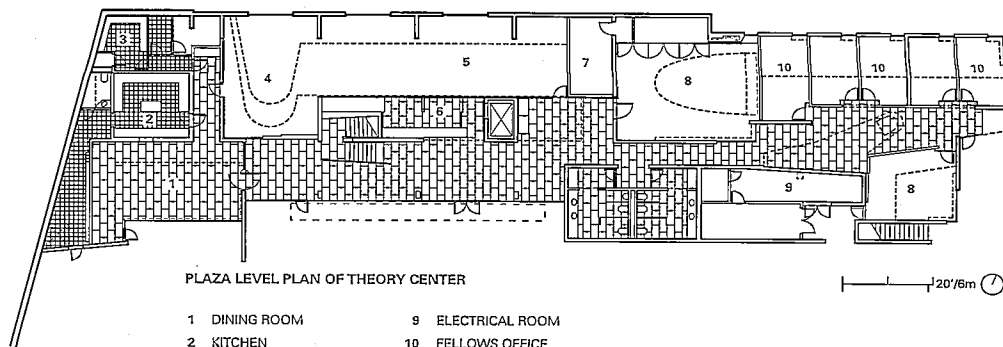 3
4
5
7
8
10
10
10
6
2
1
9
8
PLAZA LEVEL PLAN OF THEORY CENTER
20'/6m
1 DINING ROOM
9 ELECTRICAL ROOM
2 KITCHEN
10 FELLOWS OFFICE